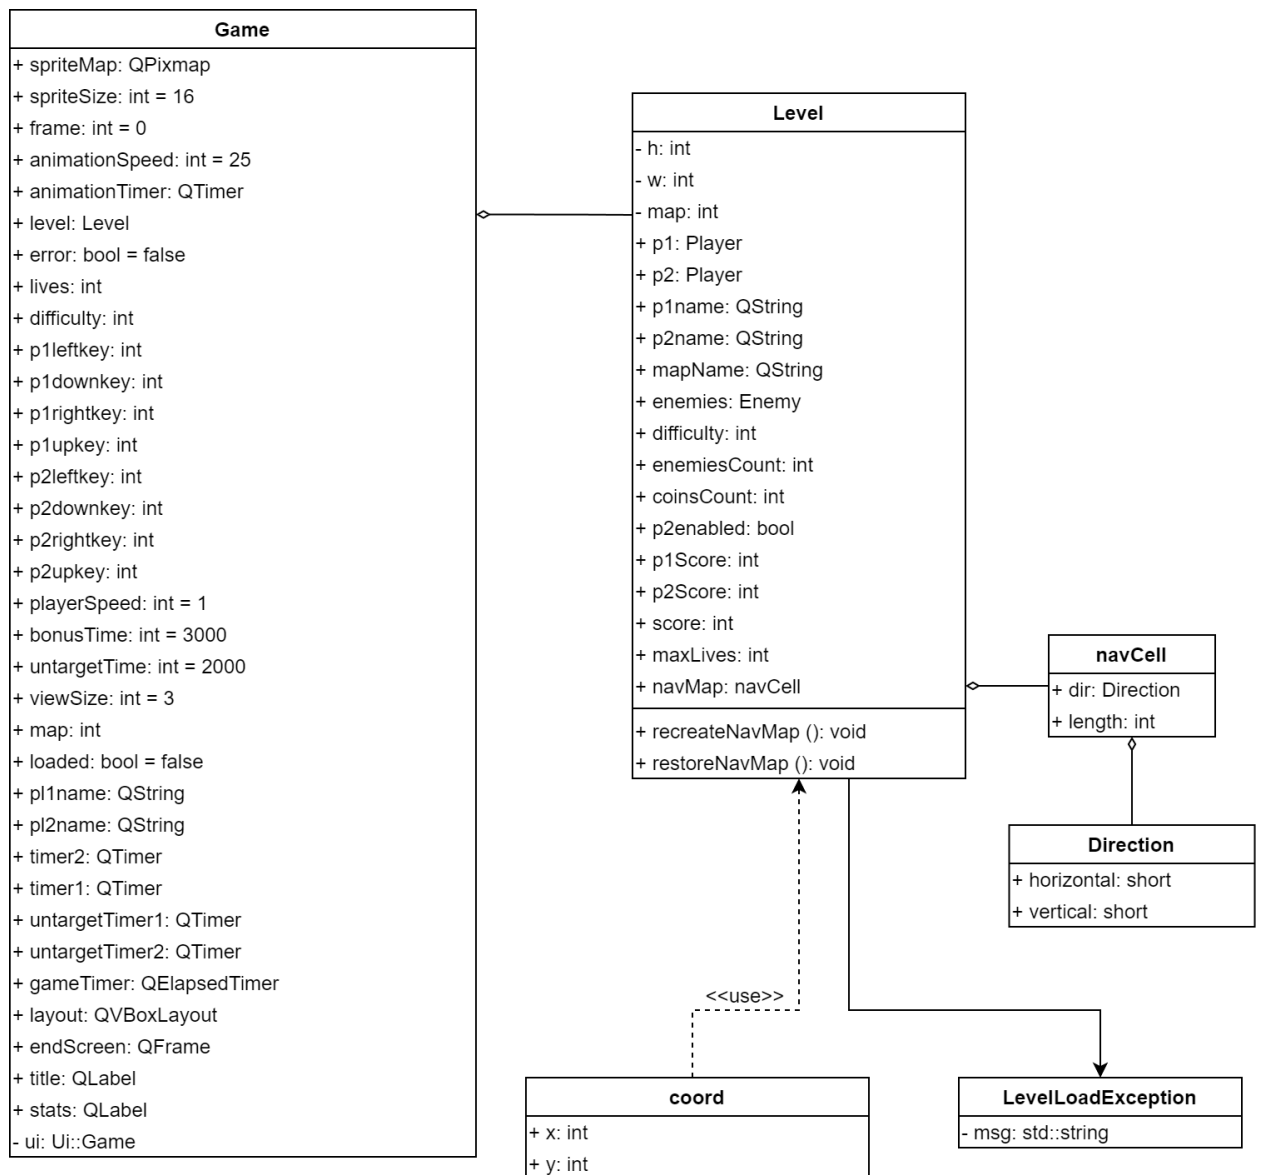 Game
+ spriteMap: QPixmap
+ spriteSize: int = 16
+ frame: int = 0
+ animationSpeed: int = 25
+ animationTimer: QTimer
+ level: Level
+ error: bool = false
+ lives: int
+ difficulty: int
+ p1leftkey: int
+ p1downkey: int
+ p1rightkey: int
+ p1upkey: int
+ p2leftkey: int
+ p2downkey: int
+ p2rightkey: int
+ p2upkey: int
+ playerSpeed: int = 1
+ bonusTime: int = 3000
+ untargetTime: int = 2000
+ viewSize: int = 3
+ map: int
+ loaded: bool = false
+ pl1name: QString
+ pl2name: QString
+ timer2: QTimer
+ timer1: QTimer
+ untargetTimer1: QTimer
+ untargetTimer2: QTimer
+ gameTimer: QElapsedTimer
+ layout: QVBoxLayout
+ endScreen: QFrame
+ title: QLabel
+ stats: QLabel
- ui: Ui::Game
Level
- h: int
- w: int
- map: int
+ p1: Player
+ p2: Player
+ p1name: QString
+ p2name: QString
+ mapName: QString
+ enemies: Enemy
+ difficulty: int
+ enemiesCount: int
+ coinsCount: int
+ p2enabled: bool
+ p1Score: int
+ p2Score: int
+ score: int
+ maxLives: int
+ navMap: navCell
+ recreateNavMap (): void
+ restoreNavMap (): void
navCell
+ dir: Direction
+ length: int
Direction
+ horizontal: short
+ vertical: short
<<use>>
coord
+ x: int
+ y: int
LevelLoadException
- msg: std::string